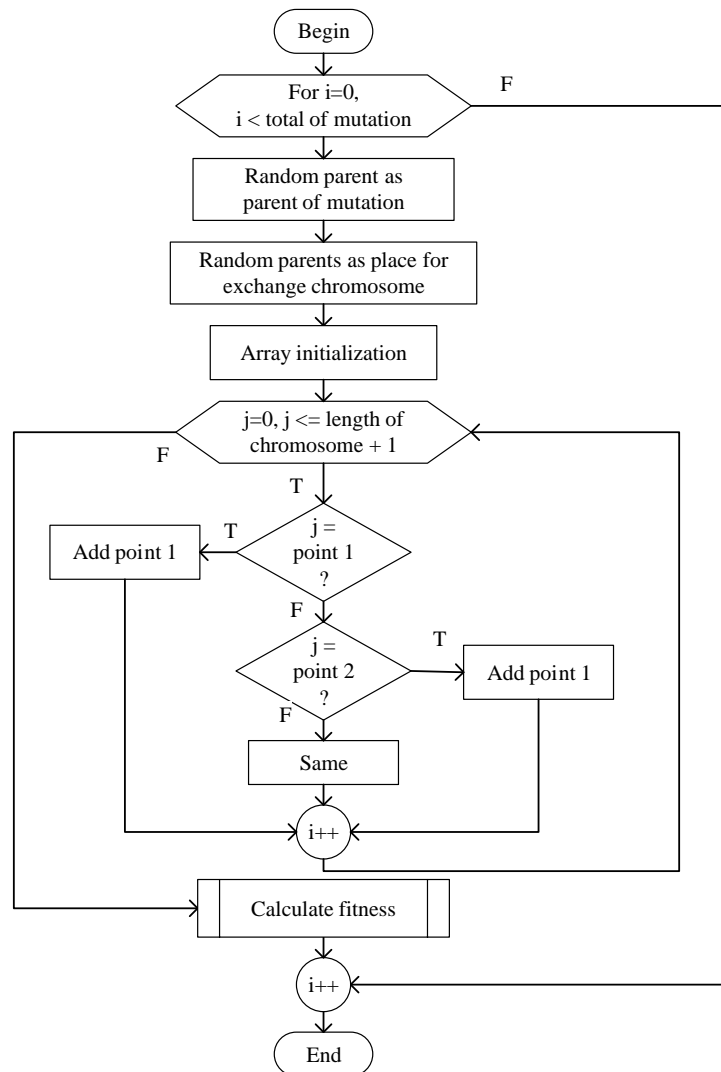 Begin
For i=0,
i < total of mutation
F
Random parent as
parent of mutation
Random parents as place for
exchange chromosome
Array initialization
j=0, j <= length of
chromosome + 1
F
T
j =
point 1
?
T
Add point 1
F
j =
point 2
?
T
Add point 1
F
Same
i++
Calculate fitness
i++
End